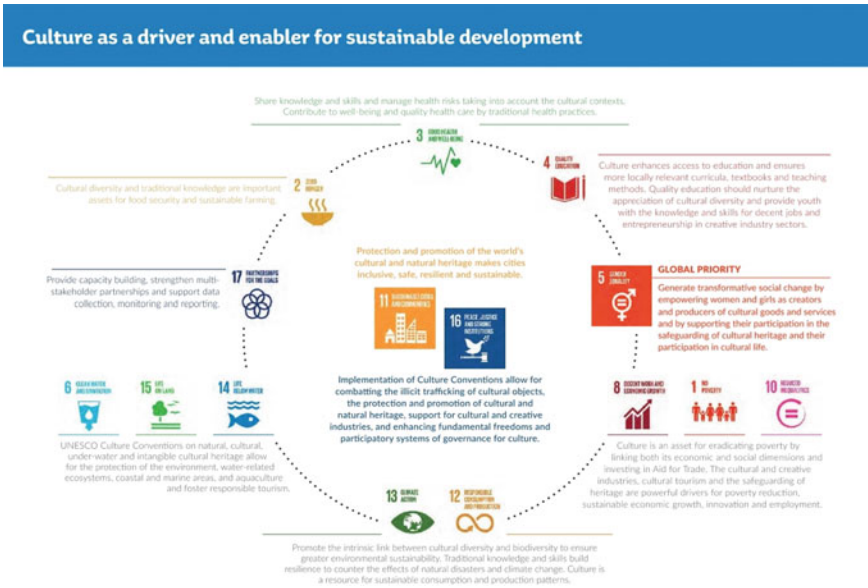 Culture as a driver and enabler for sustainable development
Share knowledge and skills and manage health risks taking into account the cultural contexts.
Contribute to well-being and quality health care by traditional health practices.
3 GOOD HEALTH
AND WELL-BEING
4 QUALITY
EDUCATION
Culture enhances access to education and ensures
more locally relevant curricula, textbooks and teaching
methods. Quality education should nurture the
appreciation of cultural diversity and provide youth
with the knowledge and skills for decent jobs and
entrepreneurship in creative industry sectors.
2 ZERO
HUNGER
Cultural diversity and traditional knowledge are important
assets for food security and sustainable farming.
Protection and promotion of the world's
cultural and natural heritage makes cities
inclusive, safe, resilient and sustainable.
17 PARTNERSHIPS
FOR THE GOALS
Provide capacity building, strengthen multi-
stakeholder partnerships and support data
collection, monitoring and reporting.
5 GENDER
EQUALITY
GLOBAL PRIORITY
Generate transformative social change by
empowering women and girls as creators
and producers of cultural goods and services
and by supporting their participation in the
safeguarding of cultural heritage and their
participation in cultural life.
11 SUSTAINABLE CITIES
AND COMMUNITIES
16 PEACE, JUSTICE
AND STRONG
INSTITUTIONS
Implementation of Culture Conventions allow for
combatting the illicit trafficking of cultural objects,
the protection and promotion of cultural and
natural heritage, support for cultural and creative
industries, and enhancing fundamental freedoms and
participatory systems of governance for culture.
6 CLEAN WATER
AND SANITATION
15 LIFE
ON LAND
14 LIFE
BELOW WATER
UNESCO Culture Conventions on natural, cultural,
under-water and intangible cultural heritage allow
for the protection of the environment, water-related
ecosystems, coastal and marine areas, and aquaculture
and foster responsible tourism.
8 DECENT WORK AND
ECONOMIC GROWTH
1 NO
POVERTY
10 REDUCED
INEQUALITIES
Culture is an asset for eradicating poverty by
linking both its economic and social dimensions and
investing in Aid for Trade. The cultural and creative
industries, cultural tourism and the safeguarding of
heritage are powerful drivers for poverty reduction,
sustainable economic growth, innovation and employment.
13 CLIMATE
ACTION
12 RESPONSIBLE
CONSUMPTION
AND PRODUCTION
Promote the intrinsic link between cultural diversity and biodiversity to ensure
greater environmental sustainability. Traditional knowledge and skills build
resilience to counter the effects of natural disasters and climate change. Culture
is a resource for sustainable consumption and production patterns.